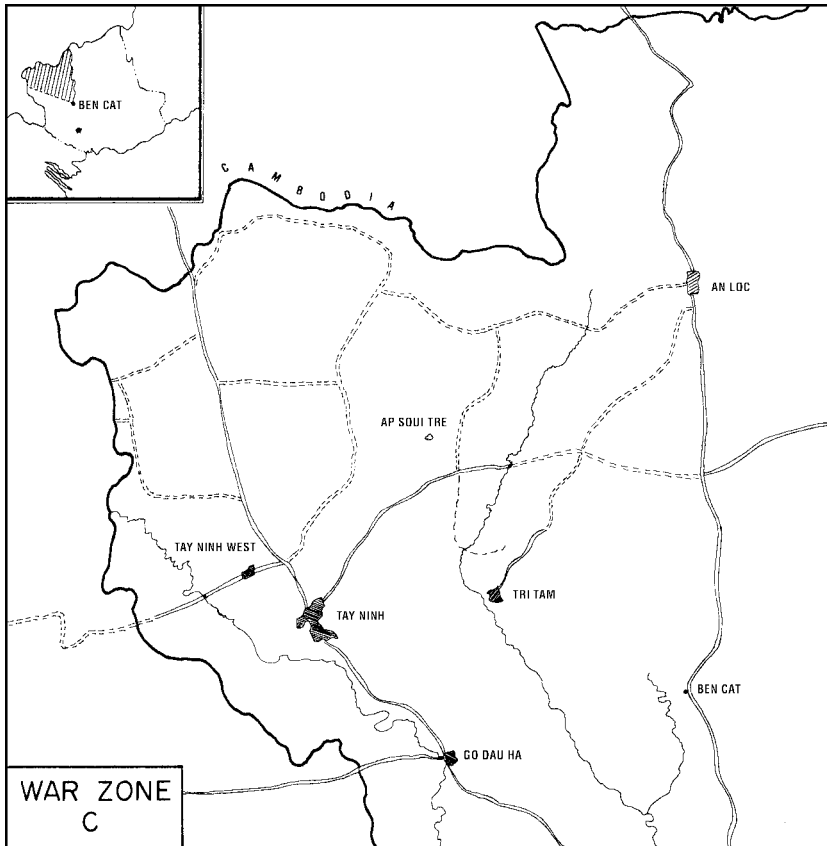 BEN CAT
CAMBODIA
AN LOC
AP SOUI TRE
TAY NINH WEST
TRI TAM
TAY NINH
BEN CAT
GO DAU HA
WAR ZONE
C